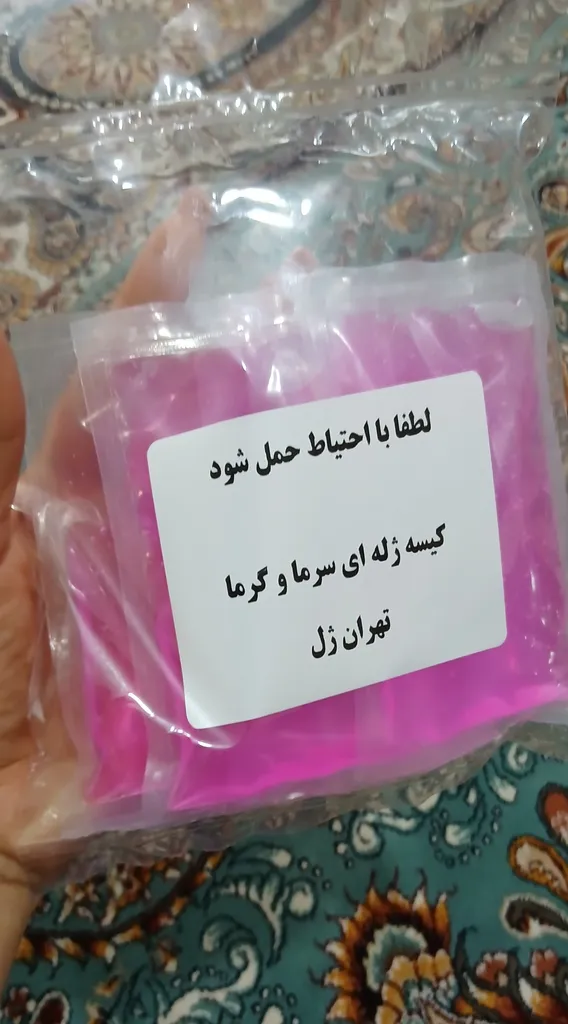 لطفا با احتیاط حمل شود
کیسه ژله ای سرما و گرما
تهران ژل